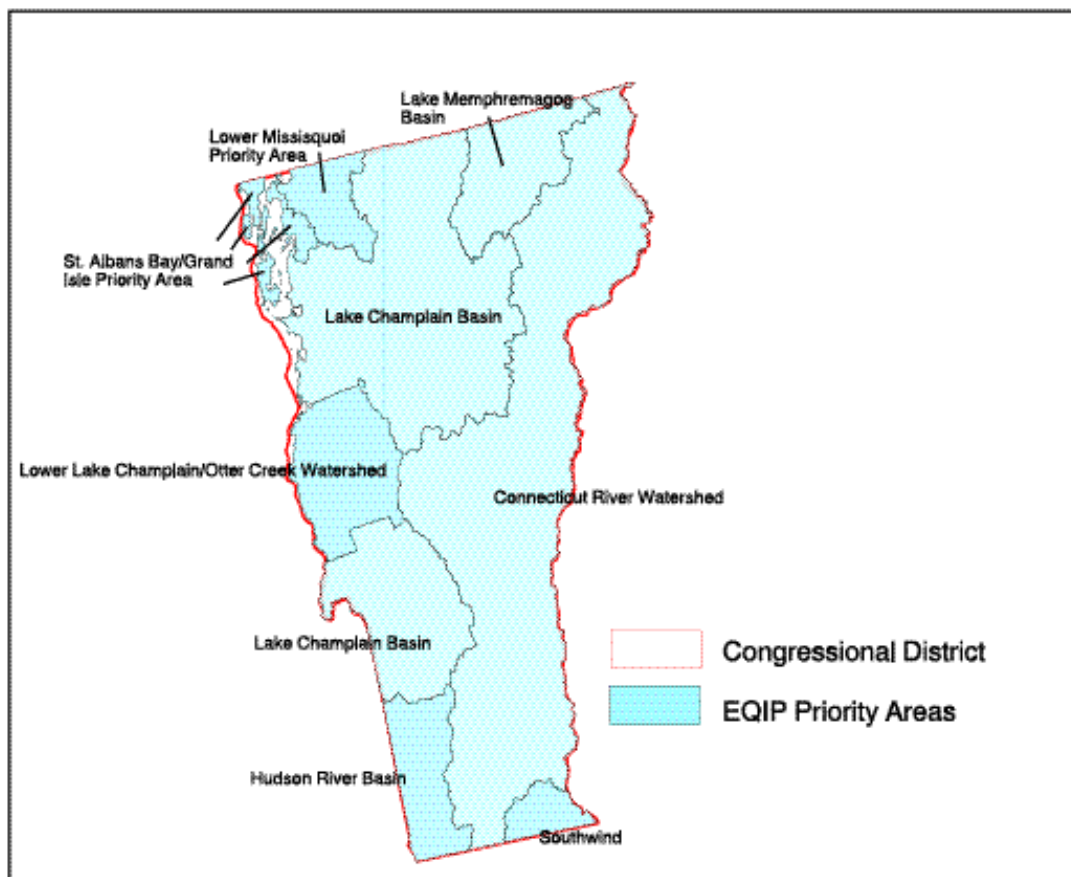 Lake Memphremagog
Basin
Lower Missisquoi
Priority Area
St. Albans Bay/Grand
Isle Priority Area
Lake Champlain Basin
Lower Lake Champlain/Otter Creek Watershed
Connecticut River Watershed
Lake Champlain Basin
Congressional District
EQIP Priority Areas
Hudson River Basin
Southwind